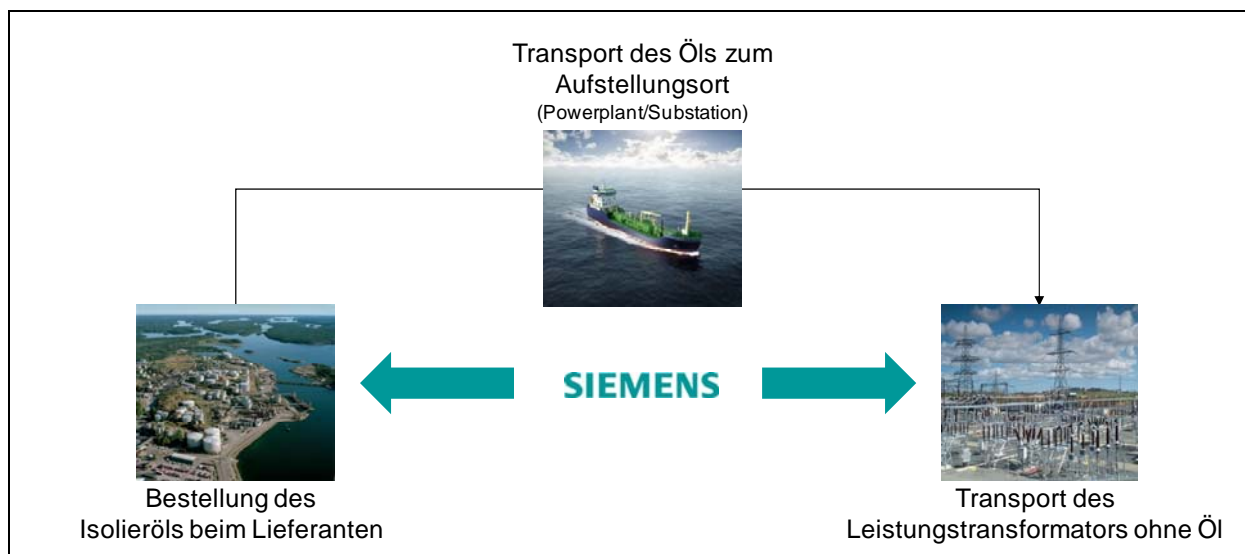 Transport des Öls zum
Aufstellungsort
(Powerplant/Substation)
SIEMENS
Bestellung des
Isolieröls beim Lieferanten
Transport des
Leistungstransformators ohne Öl